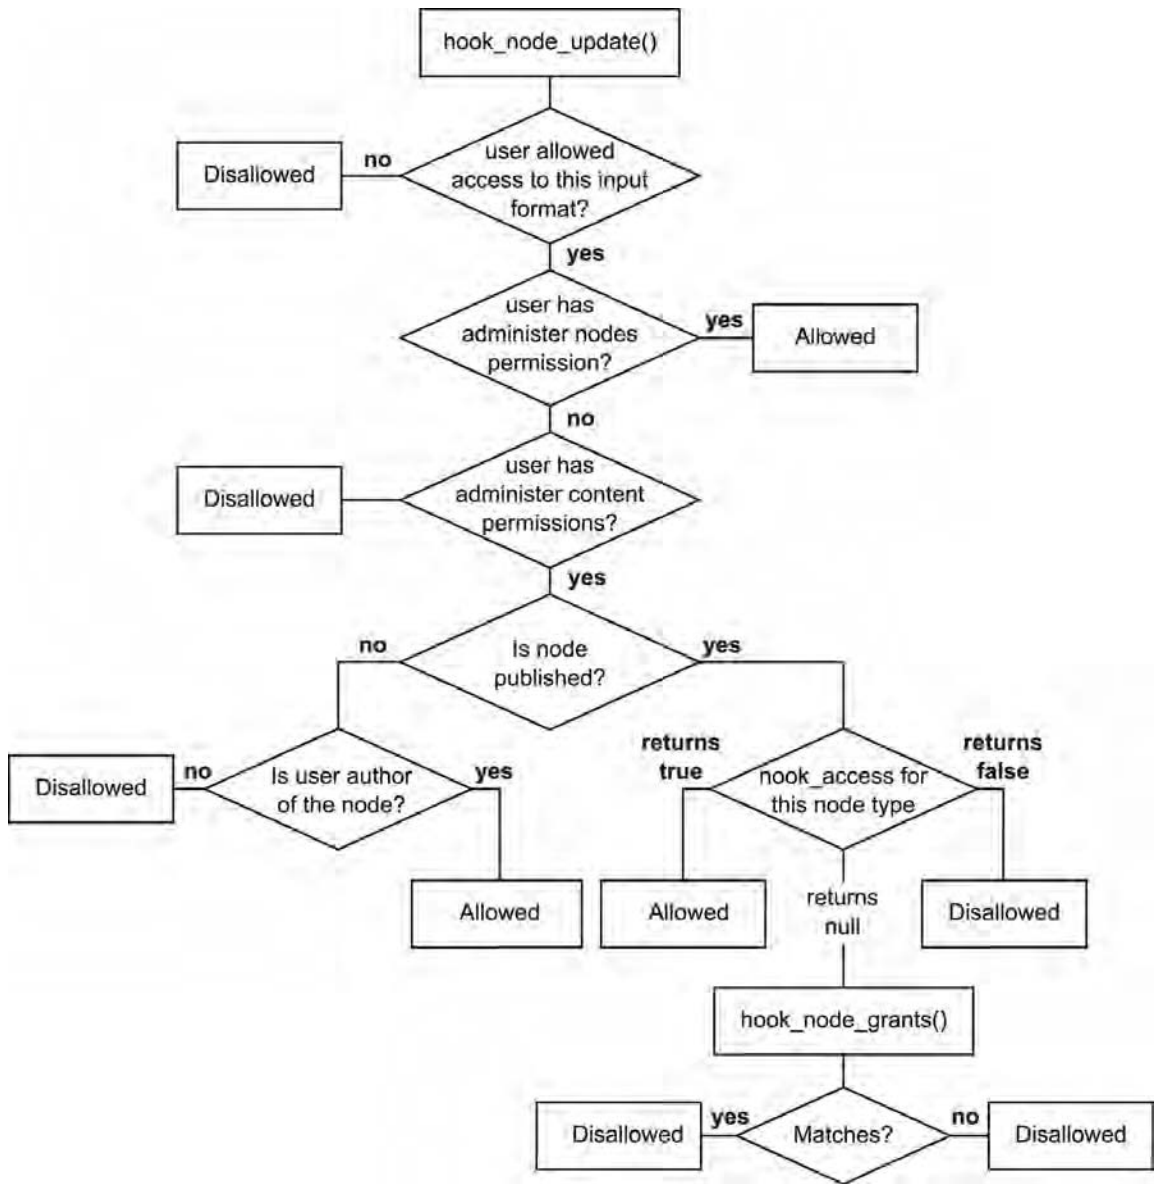 hook_node_update()
user allowed
access to this input
format?
no
Disallowed
yes
user has
administer nodes
permission?
yes
Allowed
no
user has
administer content
permissions?
Disallowed
yes
Is node
published?
no
yes
Is user author
of the node?
no
Disallowed
yes
Allowed
nook_access for
this node type
returns
true
Allowed
returns
false
Disallowed
returns
null
hook_node_grants()
Matches?
yes
Disallowed
no
Disallowed